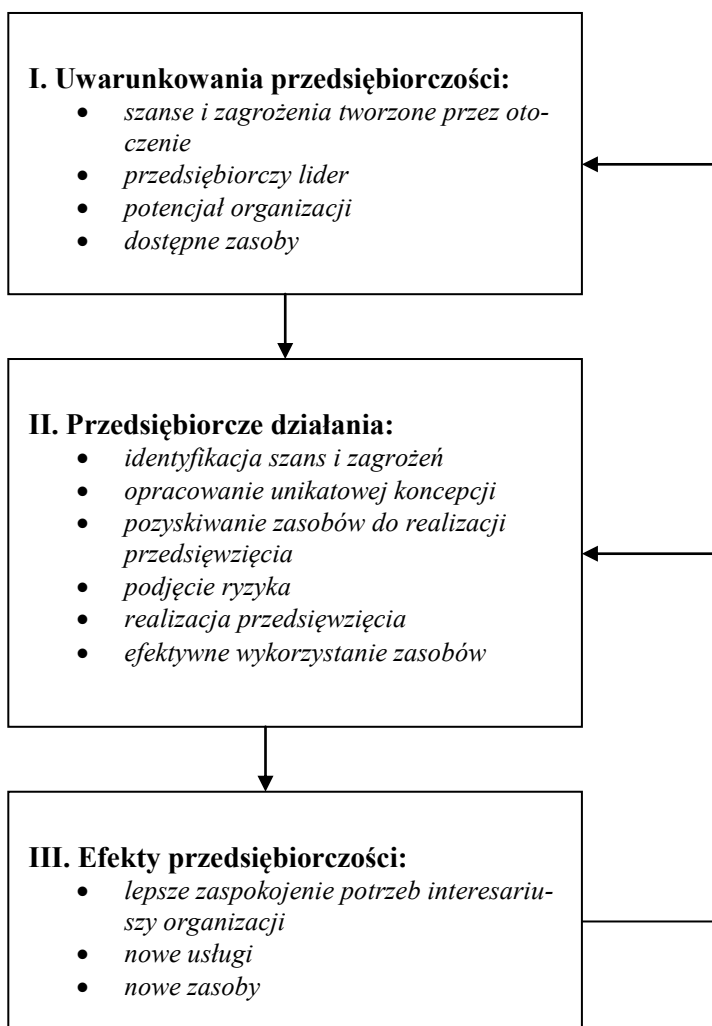 I. Uwarunkowania przedsiębiorczości:
• szanse i zagrożenia tworzone przez oto-
czenie
• przedsiębiorczy lider
• potencjał organizacji
• dostępne zasoby
II. Przedsiębiorcze działania:
• identyfikacja szans i zagrożeń
• opracowanie unikatowej koncepcji
• pozyskiwanie zasobów do realizacji
przedsięwzięcia
• podjęcie ryzyka
• realizacja przedsięwzięcia
• efektywne wykorzystanie zasobów
III. Efekty przedsiębiorczości:
• lepsze zaspokojenie potrzeb interesariu-
szy organizacji
• nowe usługi
• nowe zasoby